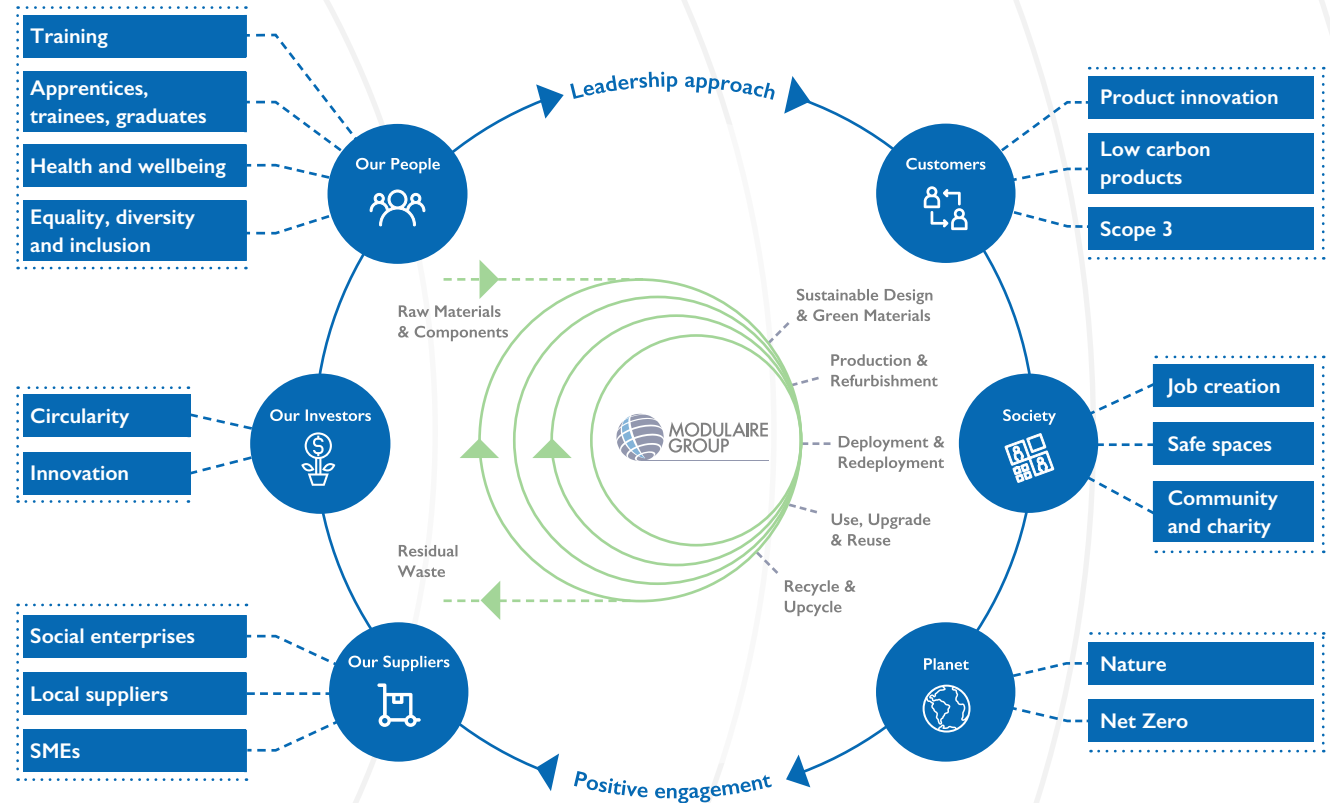 Training
Apprentices,
trainees, graduates
Health and wellbeing
Equality, diversity
and inclusion
Our People
Leadership approach
Customers
Product innovation
Low carbon
products
Scope 3
Circularity
Innovation
Our Investors
Raw Materials
& Components
Sustainable Design
& Green Materials
Production &
Refurbishment
MODULAIRE
GROUP
Deployment &
Redeployment
Use, Upgrade
& Reuse
Recycle &
Upcycle
Residual
Waste
Society
Job creation
Safe spaces
Community
and charity
Social enterprises
Local suppliers
SMEs
Our Suppliers
Positive engagement
Planet
Nature
Net Zero